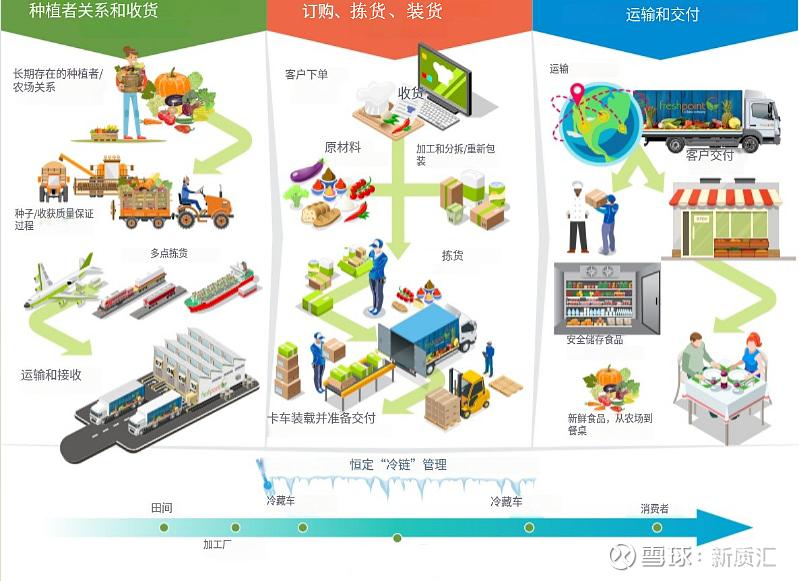 种植者关系和收货
订购、拣货、装货
运输和交付
长期存在的种植者/
农场关系
种子/收获质量保证
过程
多点拣货
运输和接收
freshpoint
客户下单
收货
原材料
加工和分拆/重新包
装
拣货
卡车装载并准备交付
运输
freshpoint
客户交付
安全储存食品
新鲜食品，从农场到
餐桌
恒定“冷链”管理
冷藏车
冷藏车
田间
加工厂
消费者
雪球：新质汇